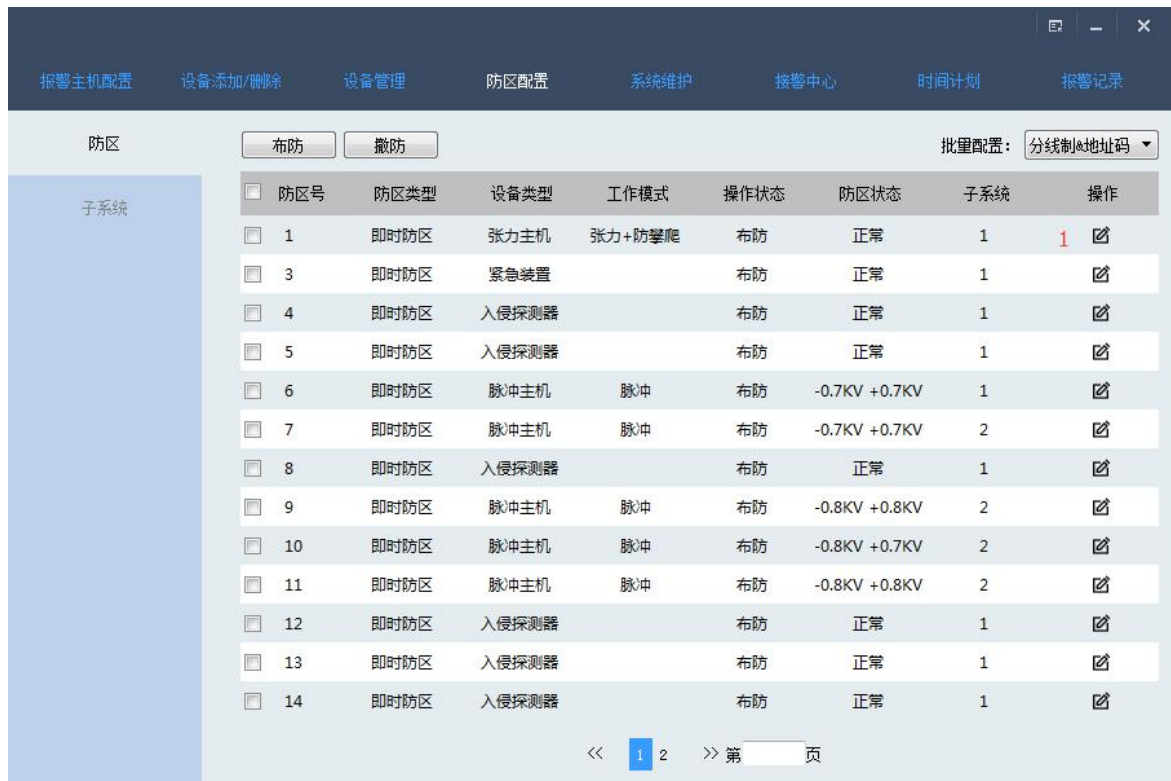 报警主机配置 设备添加/删除 设备管理 防区配置 系统维护 接警中心 时间计划 报警记录
防区 布防 撤防 批量配置： 分线制&地址码
子系统
防区号 防区类型 设备类型 工作模式 操作状态 防区状态 子系统 操作
1 即时防区 张力主机 张力+防攀爬 布防 正常 1 1
3 即时防区 紧急装置 布防 正常 1
4 即时防区 入侵探测器 布防 正常 1
5 即时防区 入侵探测器 布防 正常 1
6 即时防区 脉冲主机 脉冲 布防 -0.7KV +0.7KV 1
7 即时防区 脉冲主机 脉冲 布防 -0.7KV +0.7KV 2
8 即时防区 入侵探测器 布防 正常 1
9 即时防区 脉冲主机 脉冲 布防 -0.8KV +0.8KV 2
10 即时防区 脉冲主机 脉冲 布防 -0.8KV +0.7KV 2
11 即时防区 脉冲主机 脉冲 布防 -0.8KV +0.8KV 2
12 即时防区 入侵探测器 布防 正常 1
13 即时防区 入侵探测器 布防 正常 1
14 即时防区 入侵探测器 布防 正常 1
<< 1 2 >> 第 页